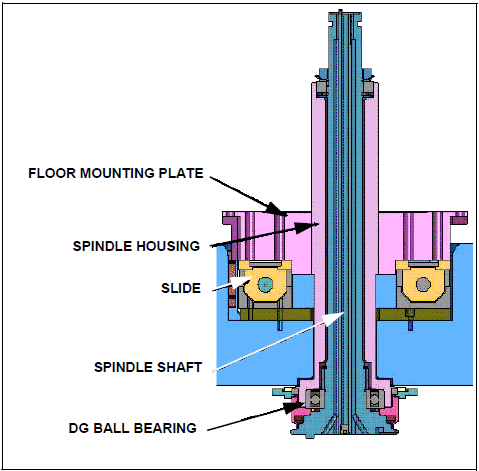 FLOOR MOUNTING PLATE
SPINDLE HOUSING
SLIDE
SPINDLE SHAFT
DG BALL BEARING